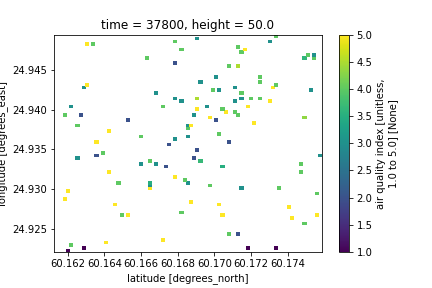 time = 37800, height = 50.0
longitude [degrees_east]
24.945
24.940
24.935
24.930
24.925
60.162 60.164 60.166 60.168 60.170 60.172 60.174
latitude [degrees_north]
5.0
4.5
4.0
3.5
3.0
2.5
2.0
1.5
1.0
air quality index [unitless,
1.0 to 5.0] [None]